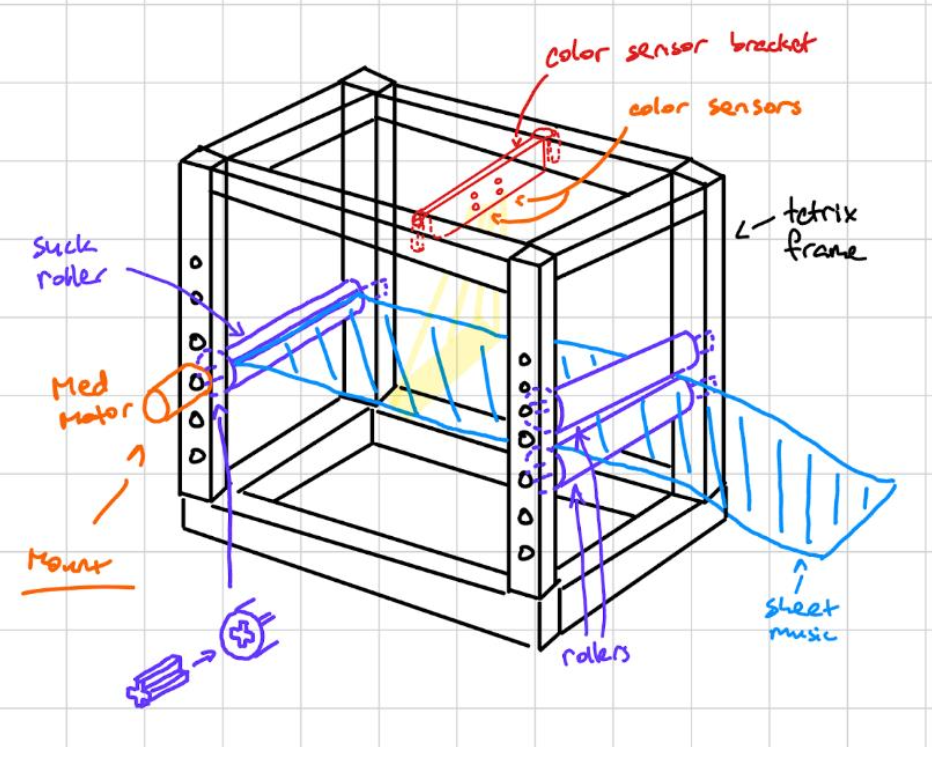 color sensor bracket
color sensors
tetrix
frame
suck
roller
Med
Motor
Mount
sheet
music
rollers